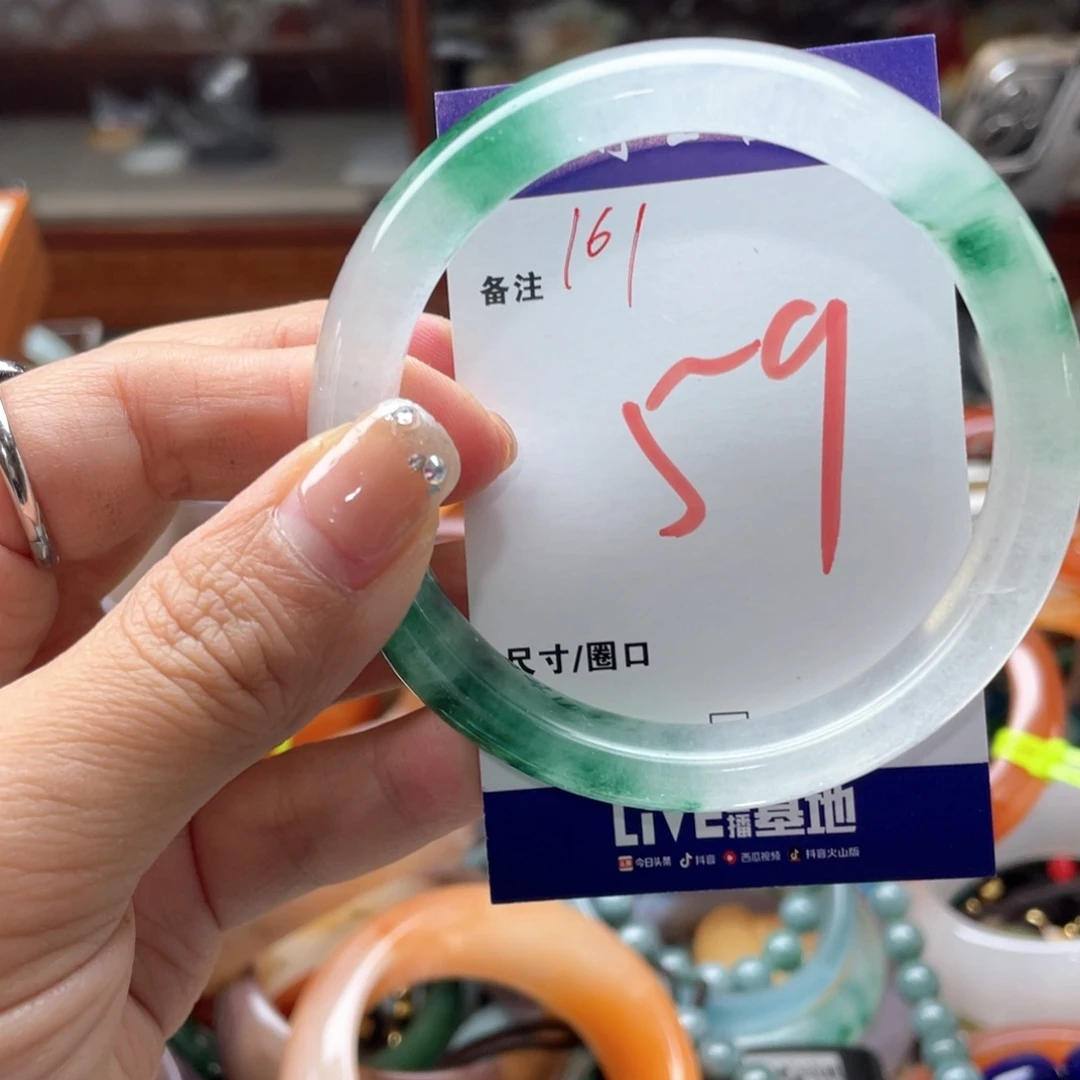 161
备注
59
尺寸/圈口
LIVE播基地
今日头条 抖音 西瓜视频 抖音火山版